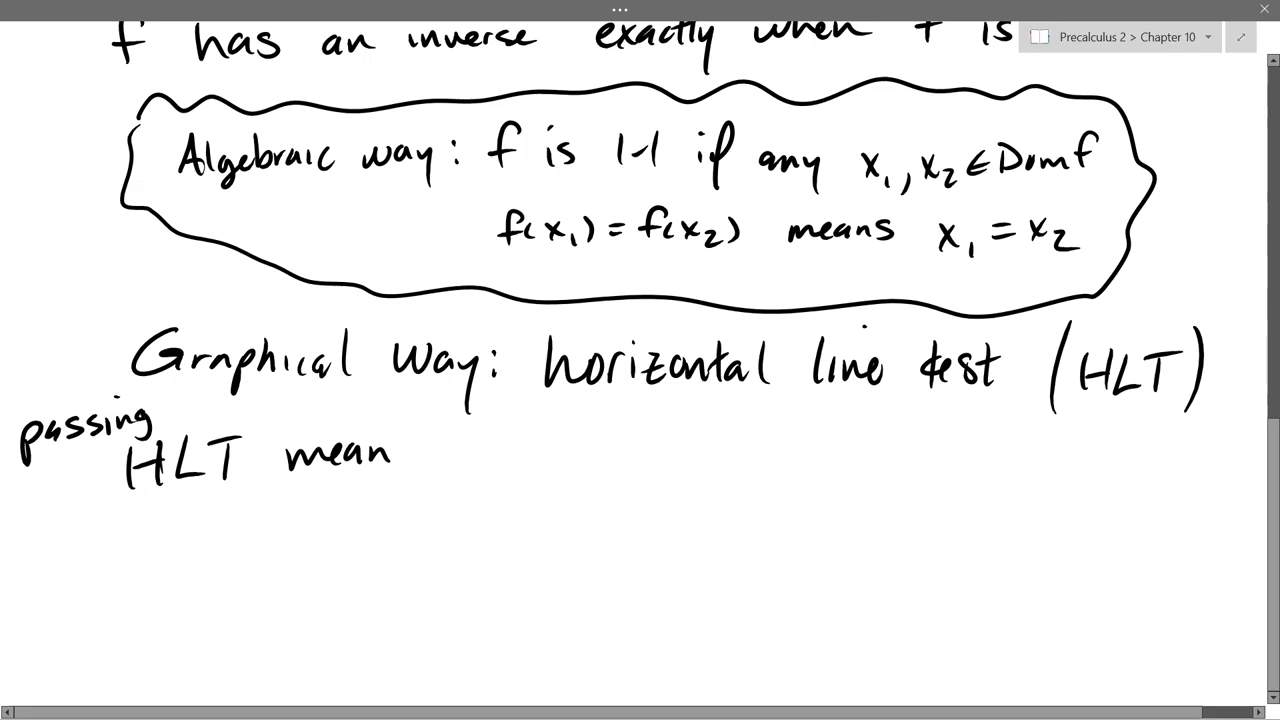 f has an inverse exactly when f is
Precalculus 2 > Chapter 10
Algebraic way: f is 1-1 if any x₁, x₂ ∈ Dom f
f(x₁) = f(x₂) means x₁ = x₂
Graphical way: horizontal line test (HLT)
passing
HLT mean